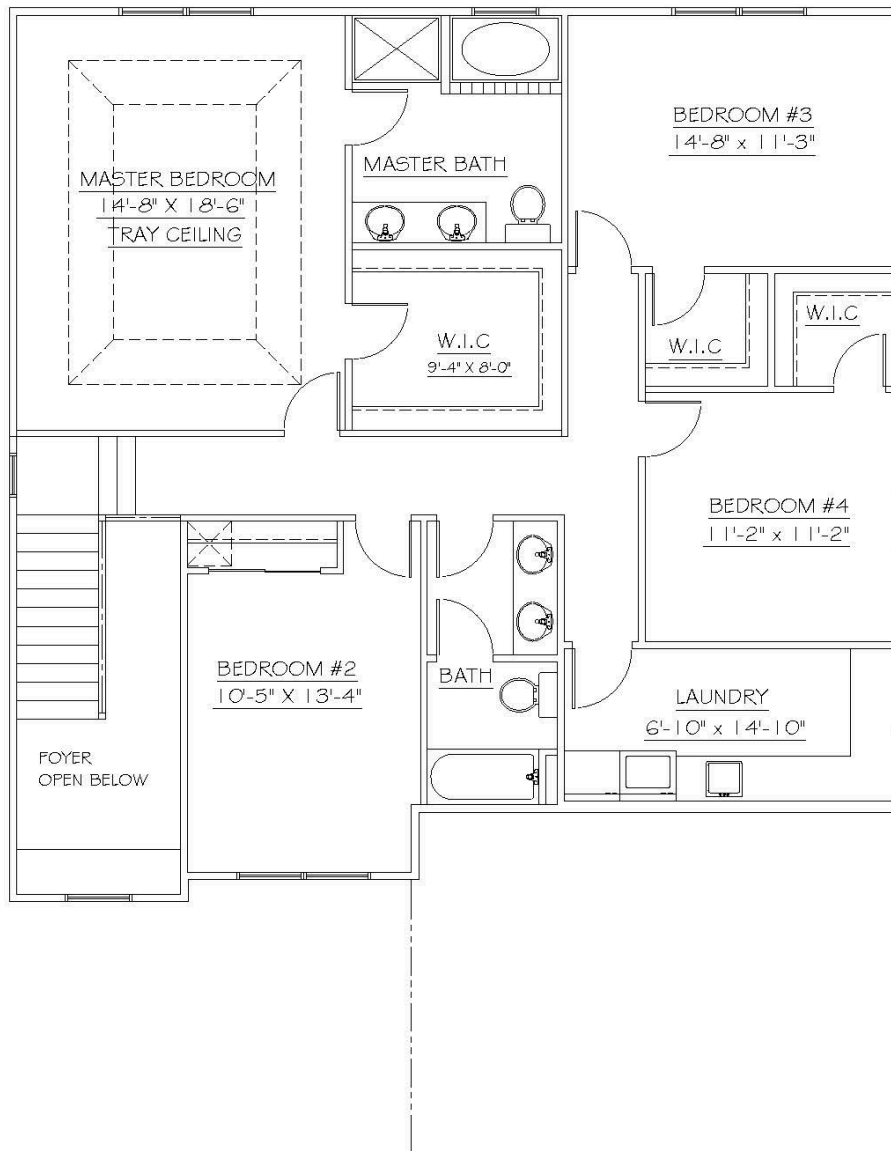 BEDROOM #3
14'-8" x 11'-3"
MASTER BATH
MASTER BEDROOM
14'-8" X 18'-6"
TRAY CEILING
W.I.C
W.I.C
W.I.C
9'-4" X 8'-0"
BEDROOM #4
11'-2" x 11'-2"
BEDROOM #2
10'-5" X 13'-4"
BATH
LAUNDRY
6'-10" x 14'-10"
FOYER
OPEN BELOW